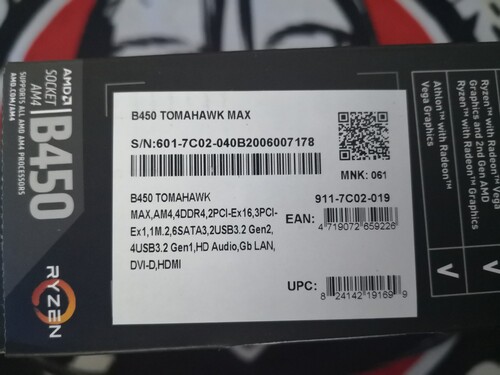 AMD
SOCKET
AM4
B450
SUPPORTS ALL AMD AM4 PROCESSORS
AMD.COM/AM4
RYZEN
B450 TOMAHAWK MAX
S/N:601-7C02-040B2006007178
MNK: 061
B450 TOMAHAWK
MAX,AM4,4DDR4,2PCI-Ex16,3PCI-
Ex1,1M.2,6SATA3,2USB3.2 Gen2,
4USB3.2 Gen1,HD Audio,Gb LAN,
DVI-D,HDMI
911-7C02-019
EAN:
4 719072 659226
UPC:
8 24142 19169 9
Ryzen™ with Radeon™ Vega
Graphics and 2nd Gen AMD
Ryzen™ with Radeon™ Graphics
Athlon™ with Radeon™
Vega Graphics